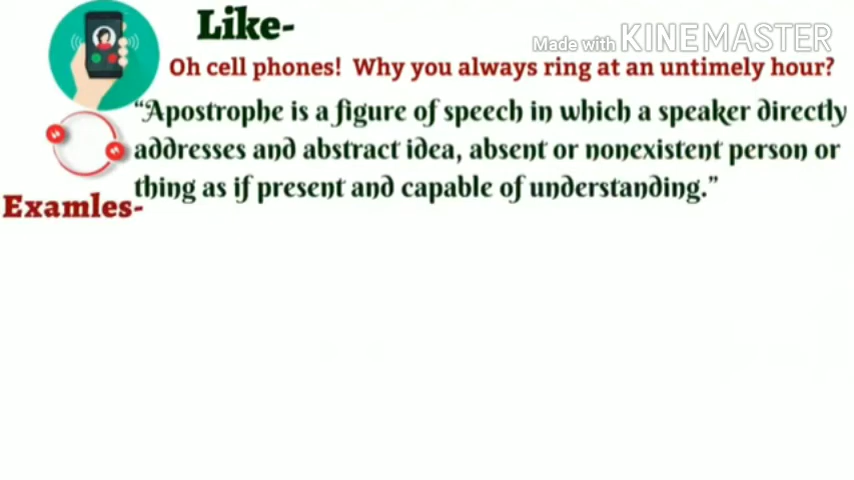 Like-
Made with KINEMASTER
Oh cell phones! Why you always ring at an untimely hour?
“Apostrophe is a figure of speech in which a speaker directly
addresses and abstract idea, absent or nonexistent person or
thing as if present and capable of understanding.”
Examles-